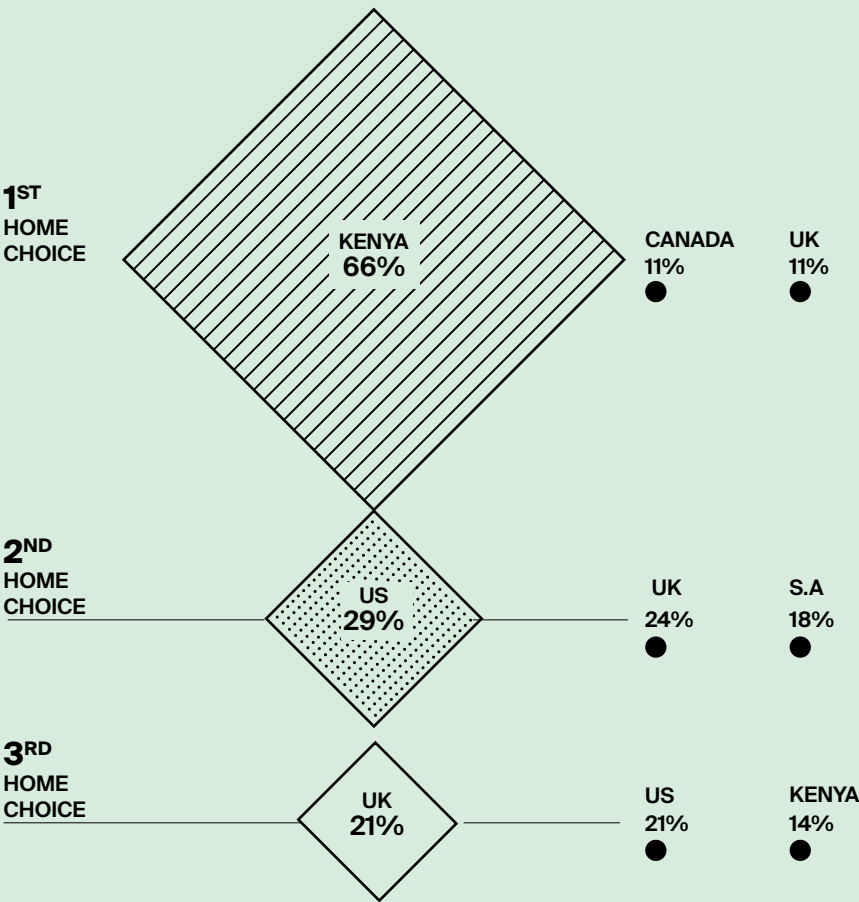 1ST
HOME
CHOICE
KENYA
66%
CANADA
11%
UK
11%
2ND
HOME
CHOICE
US
29%
UK
24%
S.A
18%
3RD
HOME
CHOICE
UK
21%
US
21%
KENYA
14%